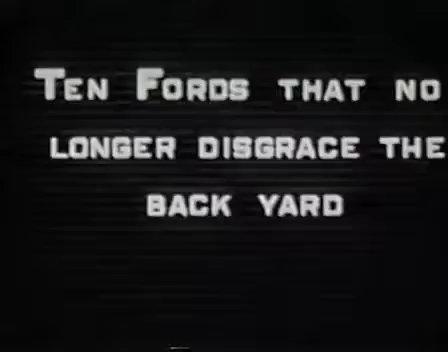 Ten Fords that no
longer disgrace the
back yard